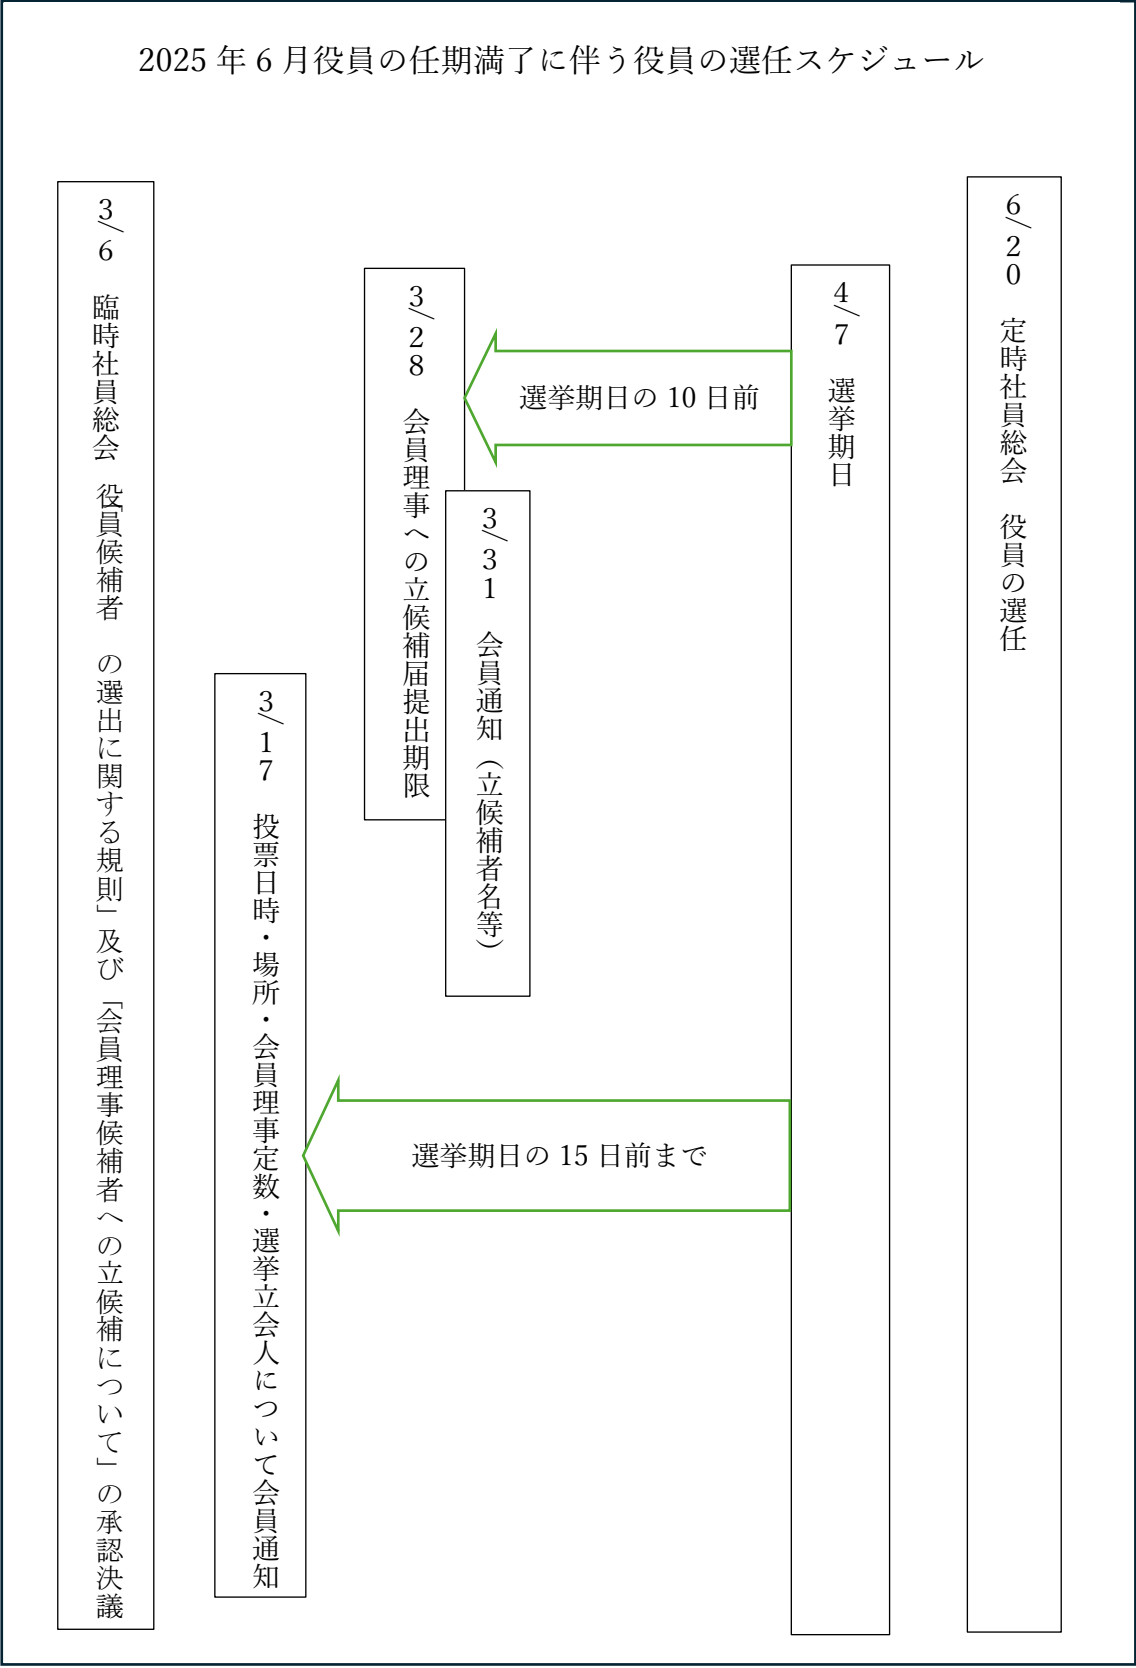 2025 年 6 月役員の任期満了に伴う役員の選任スケジュール
3/6 臨時社員総会 「役員候補者 の選出に関する規則」及び「会員理事候補者への立候補について」の承認決議
3/17 投票日時・場所・会員理事定数・選挙立会人について会員通知
3/28 会員理事への立候補届提出期限
3/31 会員通知(立候補者名等)
選挙期日の 10 日前
選挙期日の 15 日前まで
4/7 選挙期日
6/20 定時社員総会 役員の選任